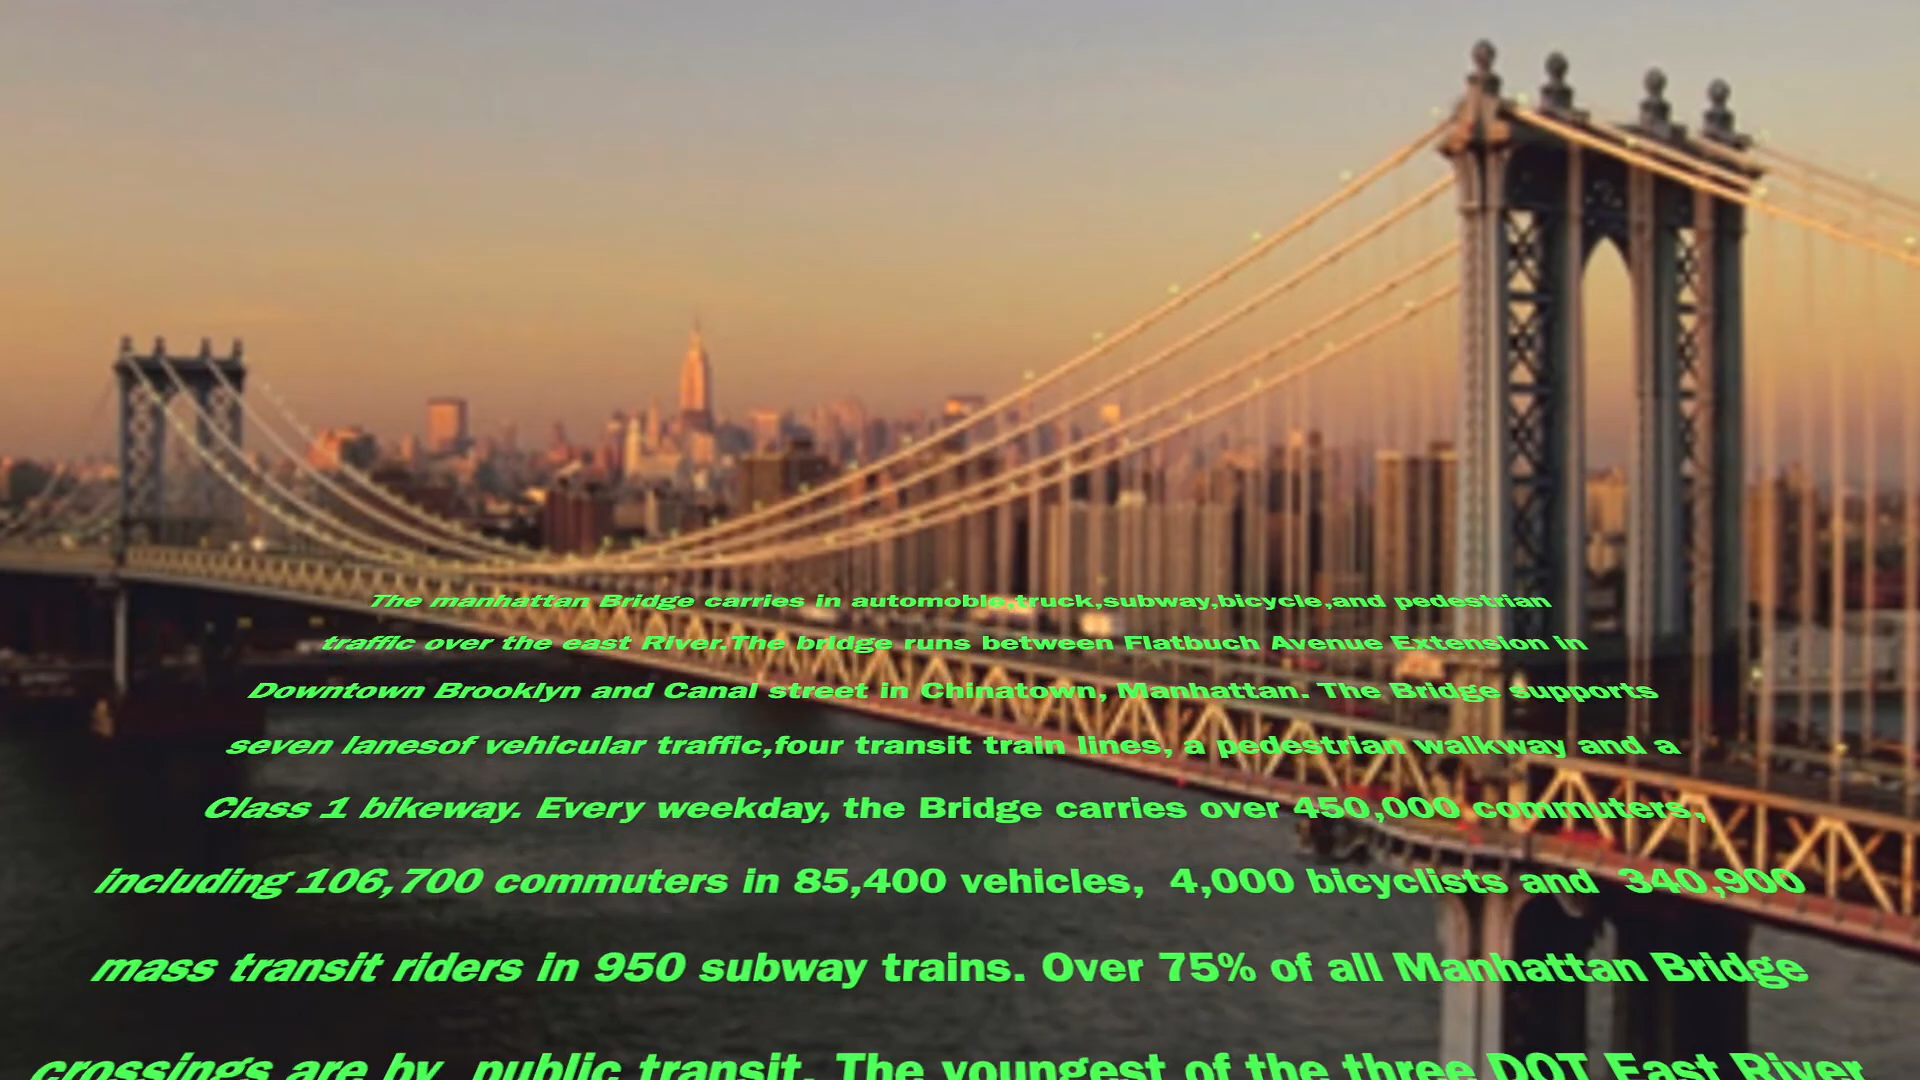 The manhattan Bridge carries in automoble,truck,subway,bicycle,and pedestrian
traffic over the east River.The brIdge runs between Flatbuch Avenue Extension in
Downtown Brooklyn and Canal street in Chinatown, Manhattan. The Bridge supports
seven lanesof vehicular traffic,four transit train lines, a pedestrian walkway and a
Class 1 bikeway. Every weekday, the Bridge carries over 450,000 commuters,
including 106,700 commuters in 85,400 vehicles, 4,000 bicyclists and 340,900
mass transit riders in 950 subway trains. Over 75% of all Manhattan Bridge
crossings are by public transit. The youngest of the three DOT East River